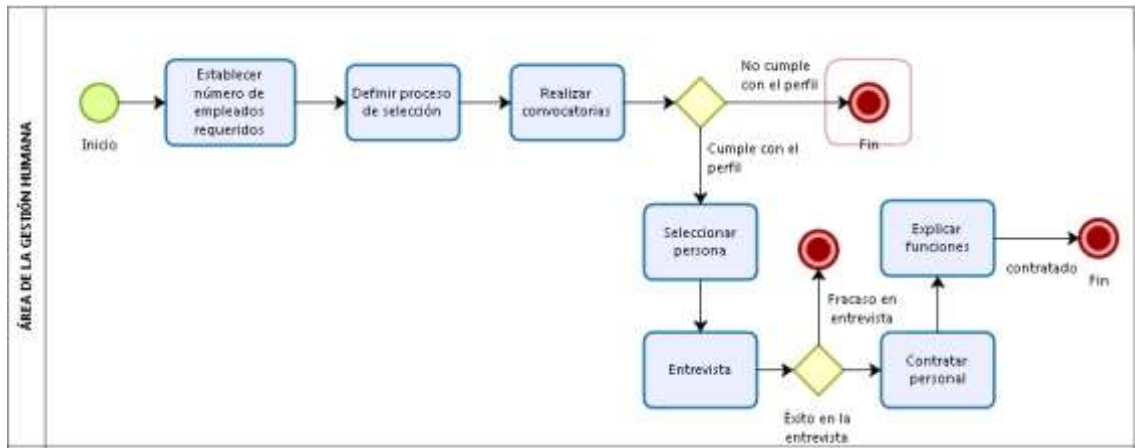 ÁREA DE LA GESTIÓN HUMANA
Inicio
Establecer
número de
empleados
requeridos
Definir proceso
de selección
Realizar
convocatorias
No cumple
con el perfil
Fin
Cumple con el
perfil
Seleccionar
persona
Entrevista
Fracaso en
entrevista
Éxito en la
entrevista
Contratar
personal
Explicar
funciones
contratado
Fin